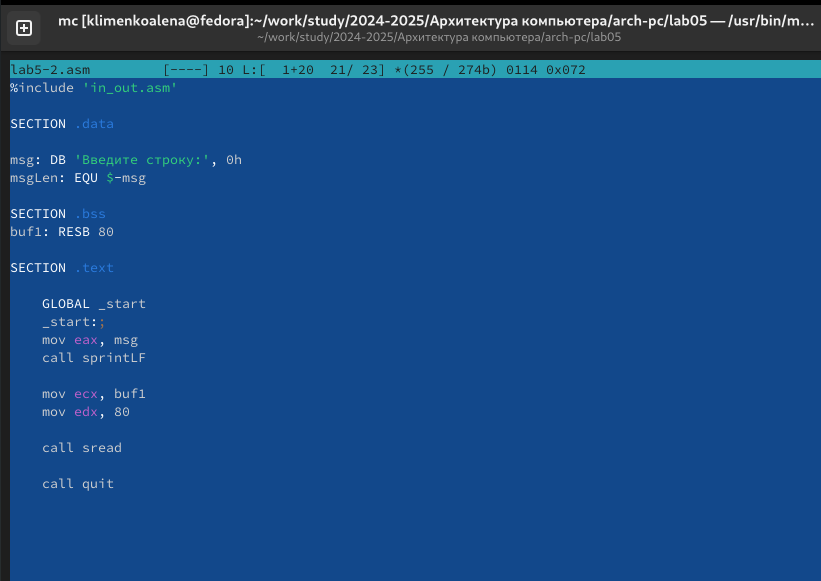 mc [klimenkoalena@fedora]:~/work/study/2024-2025/Архитектура компьютера/arch-pc/lab05 — /usr/bin/m...
~/work/study/2024-2025/Архитектура компьютера/arch-pc/lab05
lab5-2.asm [----] 10 L:[ 1+20 21/ 23] *(255 / 274b) 0114 0x072
%include 'in_out.asm'
SECTION .data
msg: DB 'Введите строку:', 0h
msgLen: EQU $-msg
SECTION .bss
buf1: RESB 80
SECTION .text
GLOBAL _start
_start:;
mov eax, msg
call sprintLF
mov ecx, buf1
mov edx, 80
call sread
call quit